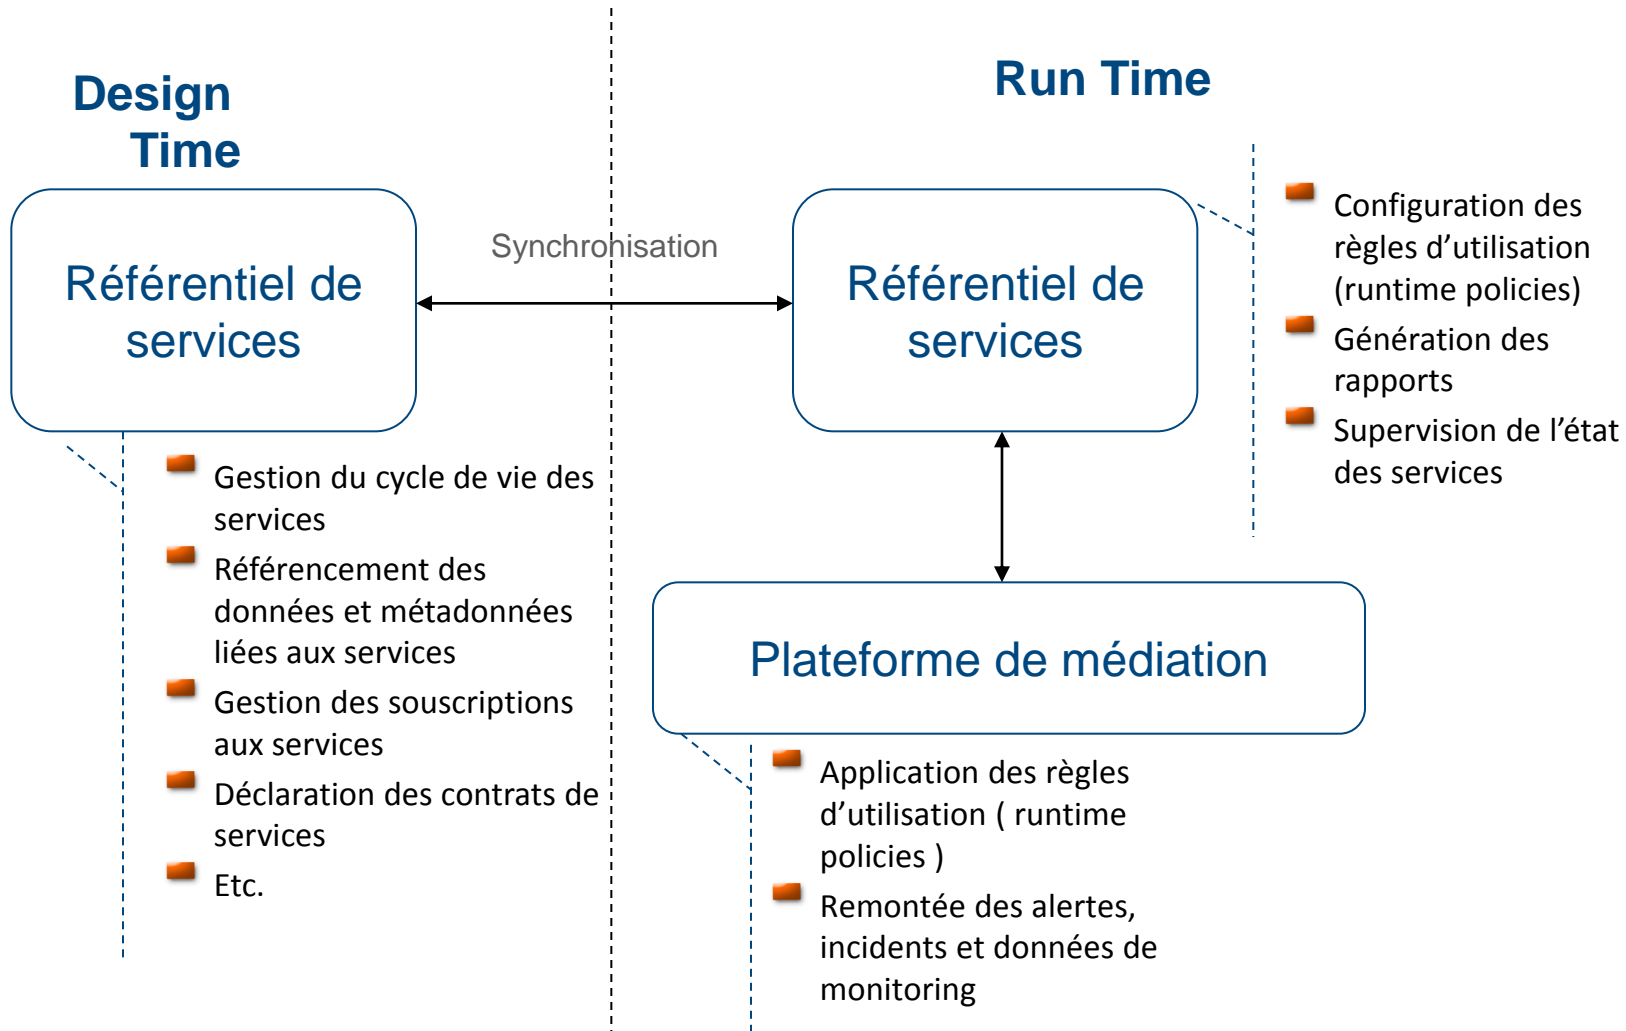 Design
Time
Run Time
Référentiel de
services
Synchronisation
Référentiel de
services
Configuration des
règles d’utilisation
(runtime policies)
Génération des
rapports
Supervision de l’état
des services
Gestion du cycle de vie des
services
Référencement des
données et métadonnées
liées aux services
Gestion des souscriptions
aux services
Déclaration des contrats de
services
Etc.
Plateforme de médiation
Application des règles
d’utilisation ( runtime
policies )
Remontée des alertes,
incidents et données de
monitoring